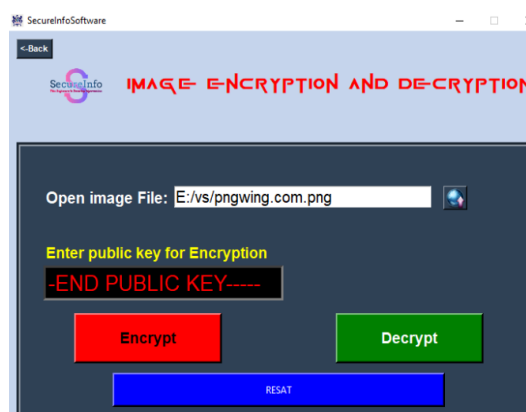 SecureInfoSoftware
<-Back
SecureInfo
IMAGE ENCRYPTION AND DECRYPTION
Open image File: E:/vs/pngwing.com.png
Enter public key for Encryption
-END PUBLIC KEY-----
Encrypt Decrypt
RESAT